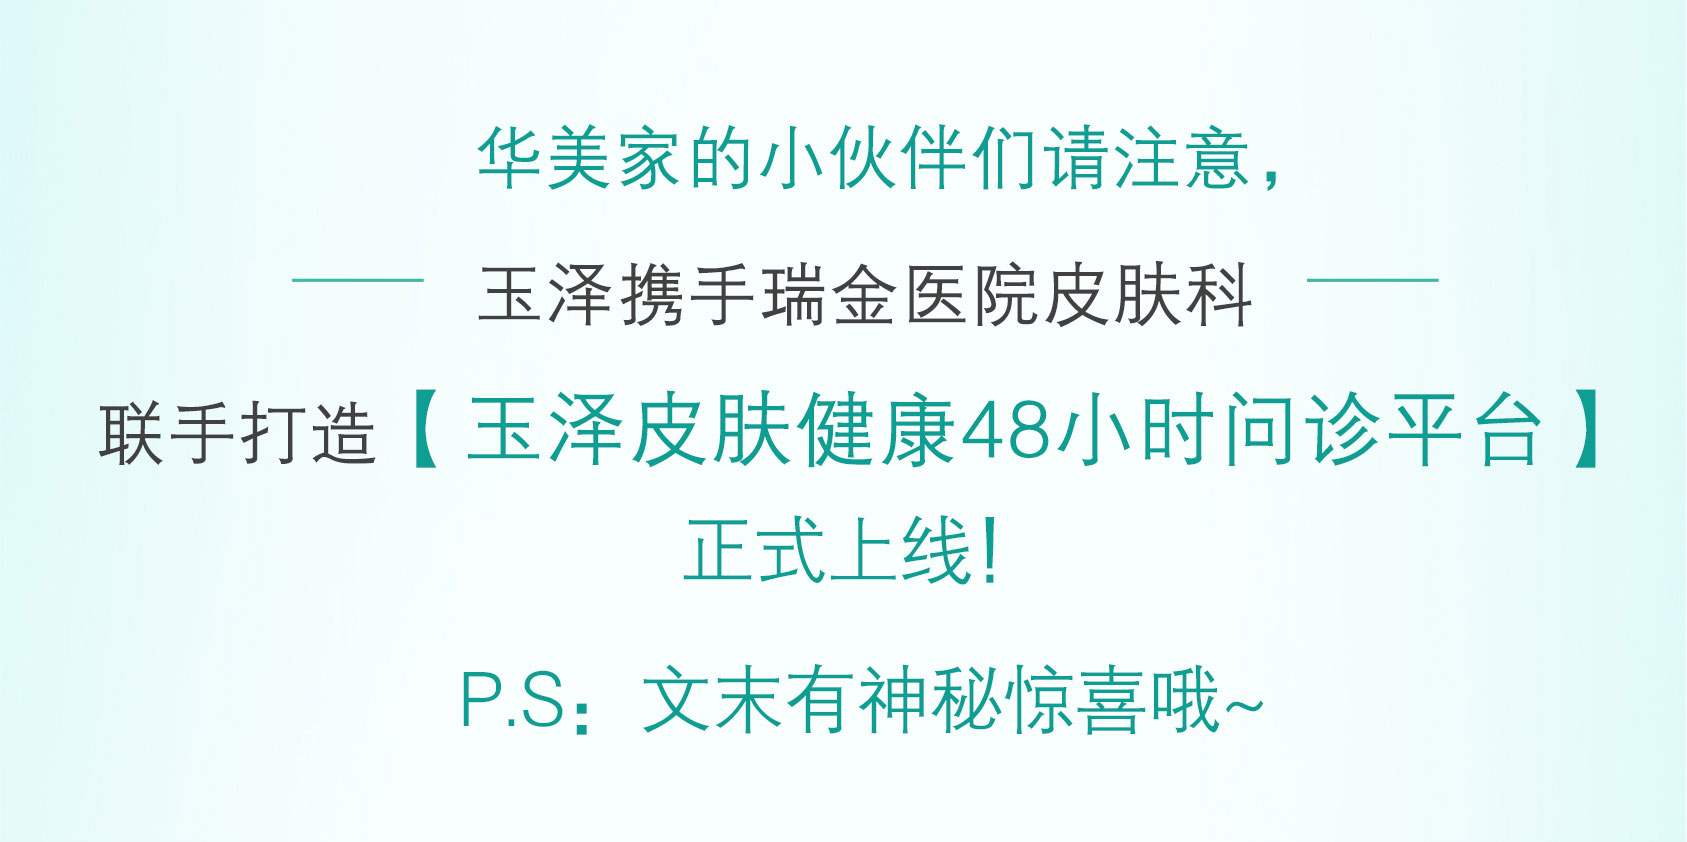 华美家的小伙伴们请注意，
玉泽携手瑞金医院皮肤科
联手打造【玉泽皮肤健康48小时问诊平台】
正式上线！
P.S：文末有神秘惊喜哦~